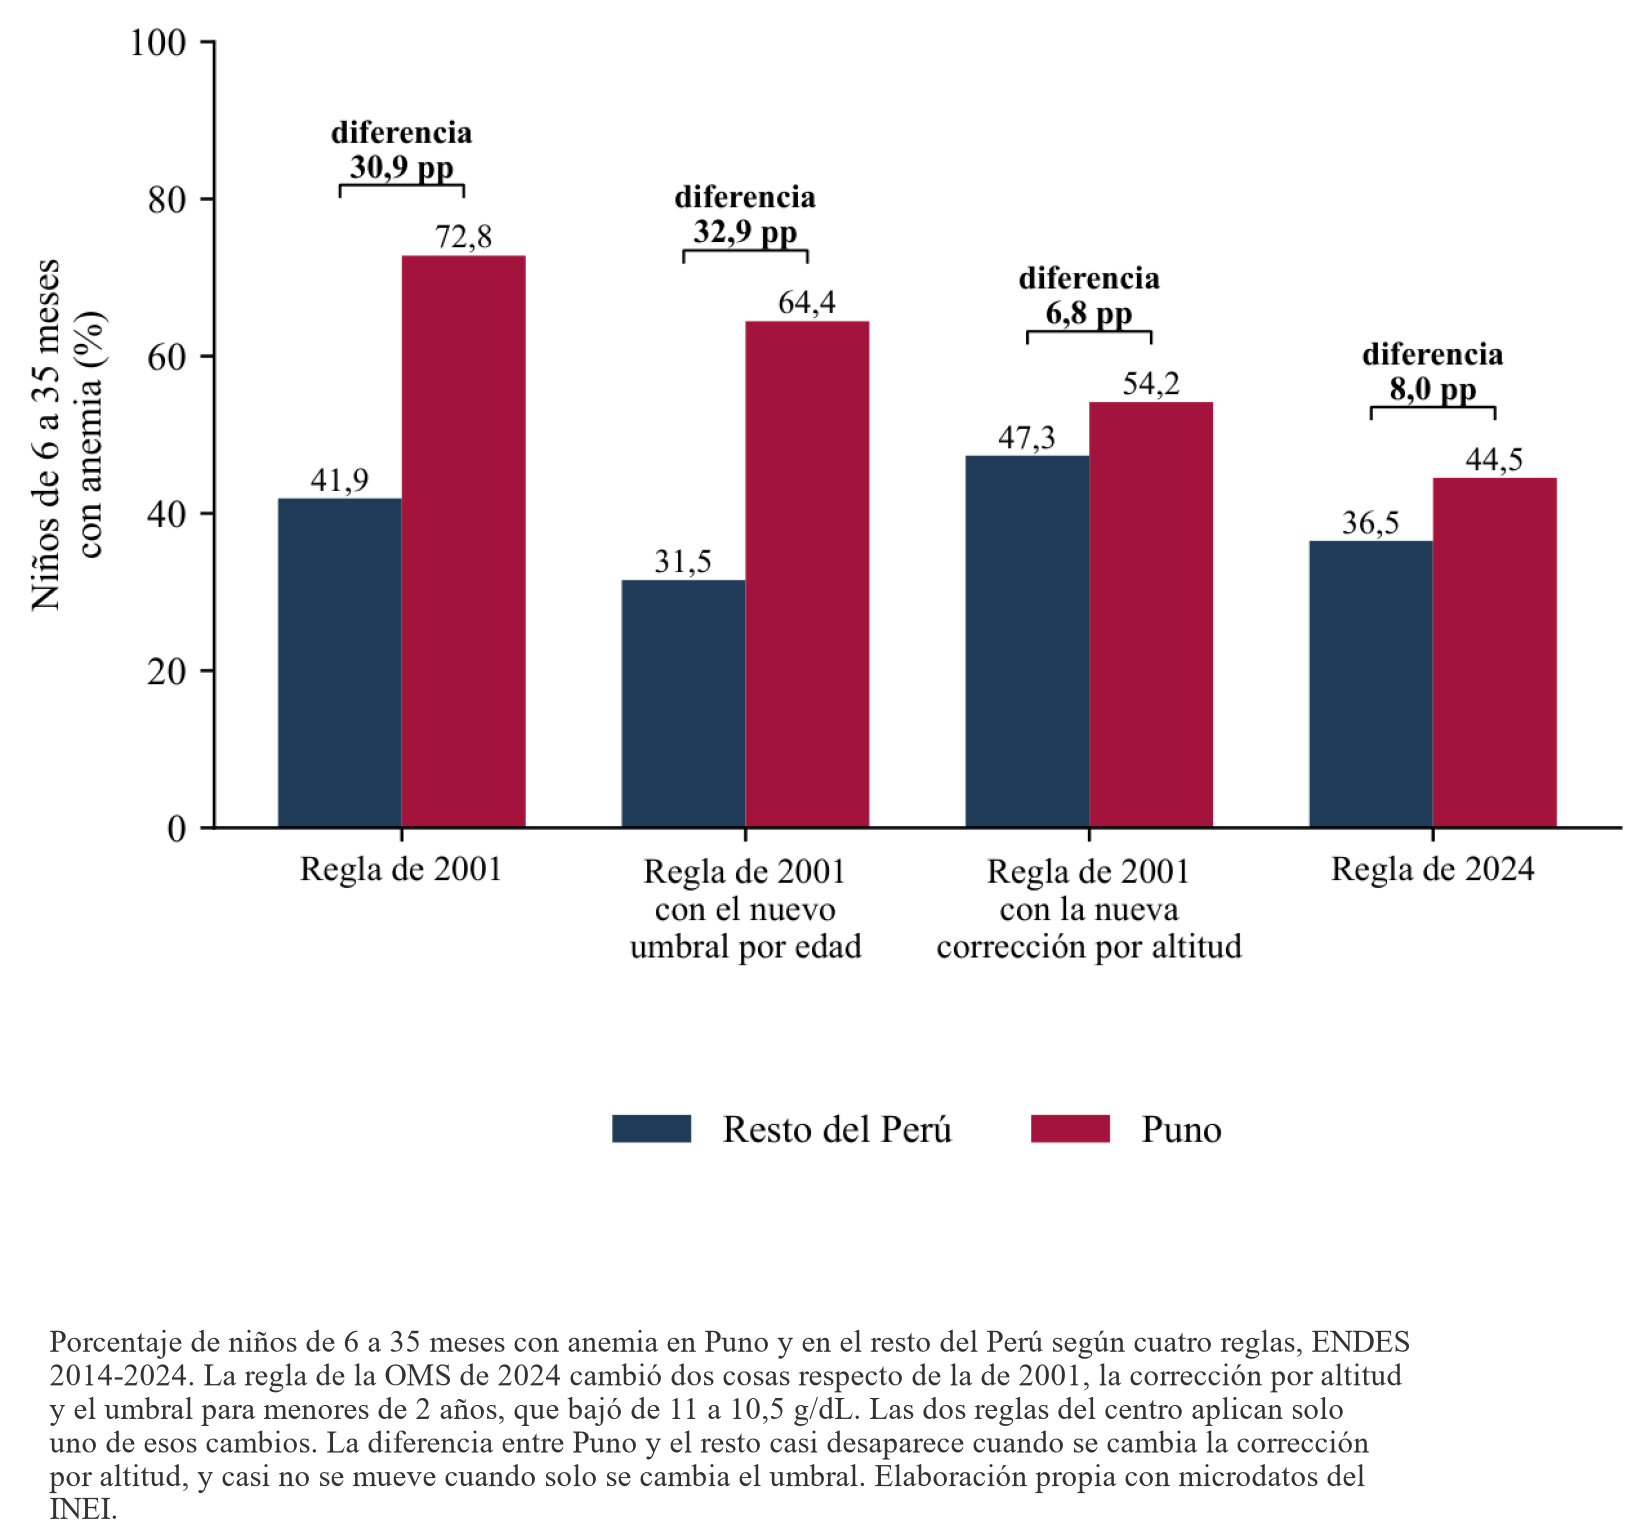 100
80
60
40
20
0
Niños de 6 a 35 meses
con anemia (%)
diferencia
30,9 pp
41,9
72,8
diferencia
32,9 pp
31,5
64,4
diferencia
6,8 pp
47,3
54,2
diferencia
8,0 pp
36,5
44,5
Regla de 2001
Regla de 2001
con el nuevo
umbral por edad
Regla de 2001
con la nueva
corrección por altitud
Regla de 2024
Resto del Perú
Puno
Porcentaje de niños de 6 a 35 meses con anemia en Puno y en el resto del Perú según cuatro reglas, ENDES
2014-2024. La regla de la OMS de 2024 cambió dos cosas respecto de la de 2001, la corrección por altitud
y el umbral para menores de 2 años, que bajó de 11 a 10,5 g/dL. Las dos reglas del centro aplican solo
uno de esos cambios. La diferencia entre Puno y el resto casi desaparece cuando se cambia la corrección
por altitud, y casi no se mueve cuando solo se cambia el umbral. Elaboración propia con microdatos del
INEI.